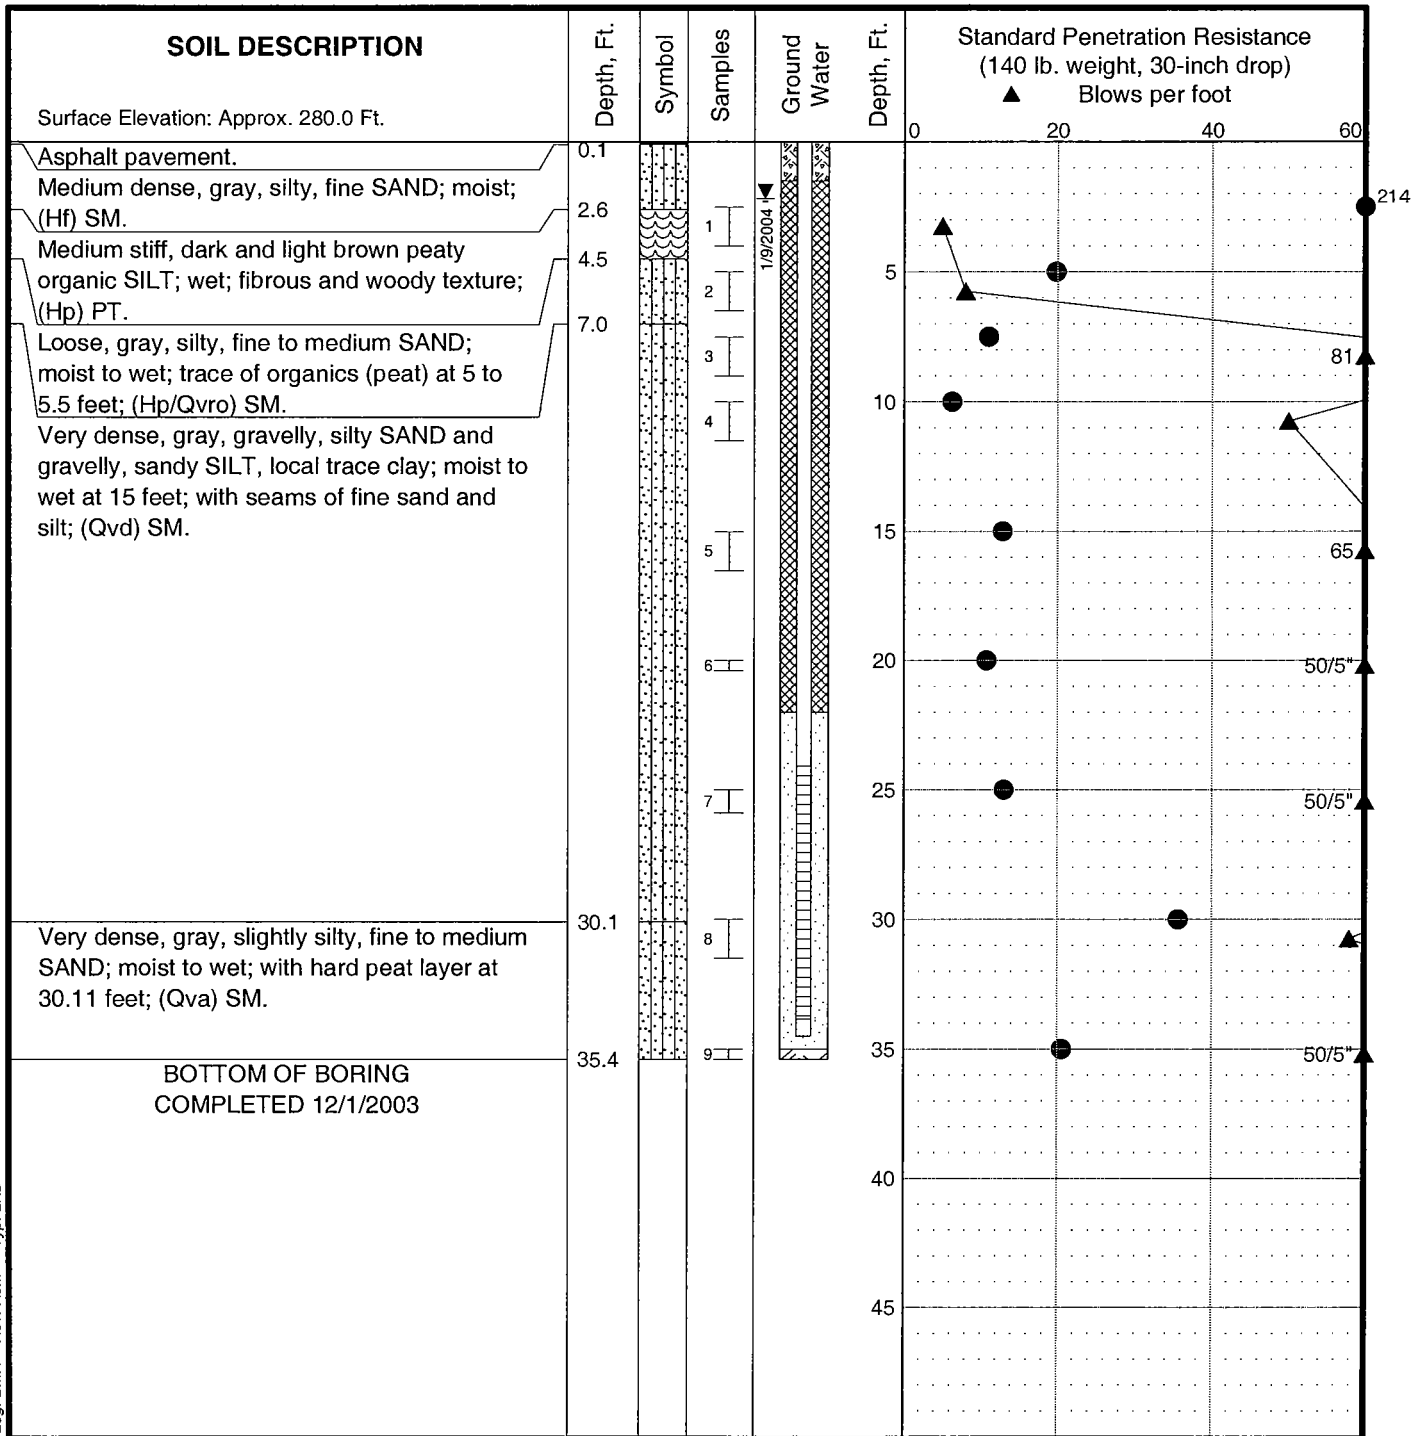 SOIL DESCRIPTION
Surface Elevation: Approx. 280.0 Ft.
Depth, Ft.
Symbol
Samples
Ground
Water
Depth, Ft.
Standard Penetration Resistance
(140 lb. weight, 30-inch drop)
▲ Blows per foot
0 20 40 60
Asphalt pavement.
0.1
Medium dense, gray, silty, fine SAND; moist;
(Hf) SM.
2.6
Medium stiff, dark and light brown peaty
organic SILT; wet; fibrous and woody texture;
(Hp) PT.
4.5
Loose, gray, silty, fine to medium SAND;
moist to wet; trace of organics (peat) at 5 to
5.5 feet; (Hp/Qvro) SM.
7.0
Very dense, gray, gravelly, silty SAND and
gravelly, sandy SILT, local trace clay; moist to
wet at 15 feet; with seams of fine sand and
silt; (Qvd) SM.
30.1
Very dense, gray, slightly silty, fine to medium
SAND; moist to wet; with hard peat layer at
30.11 feet; (Qva) SM.
35.4
BOTTOM OF BORING
COMPLETED 12/1/2003
1
2
3
4
5
6
7
8
9
1/9/2004
5
10
15
20
25
30
35
40
45
214
81
65
50/5"
50/5"
50/5"